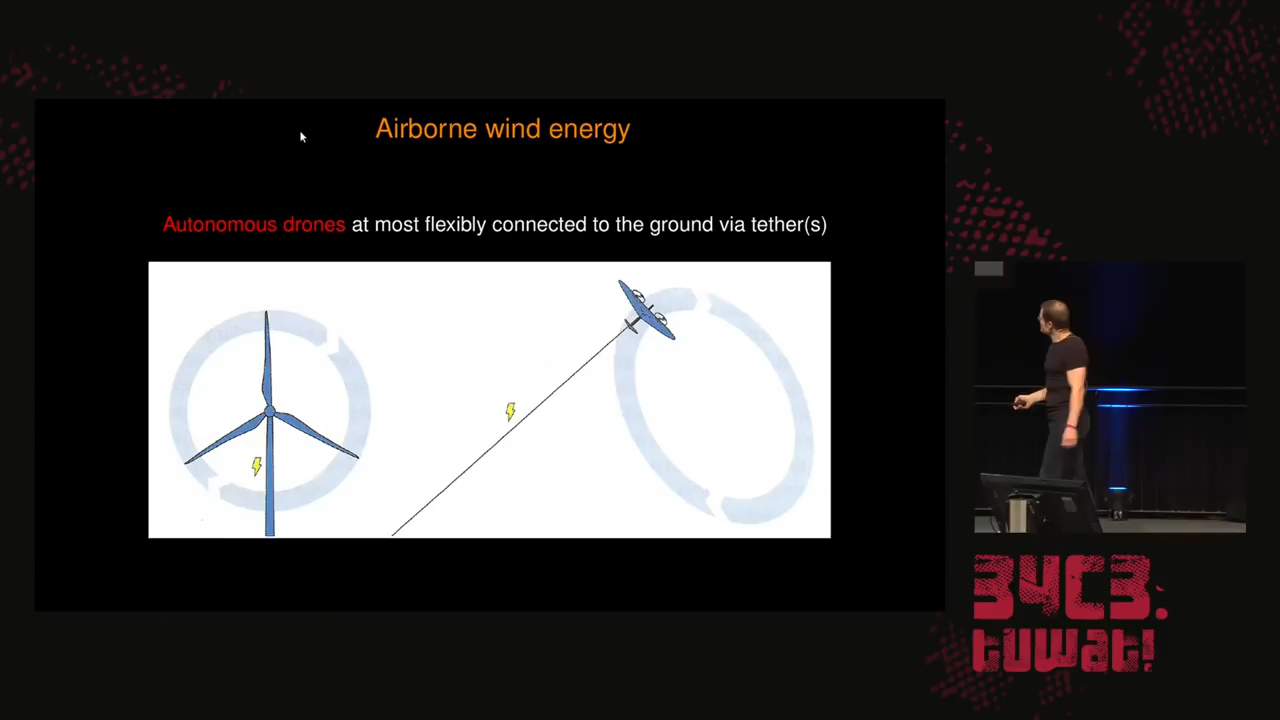 Airborne wind energy
Autonomous drones at most flexibly connected to the ground via tether(s)
34C3.
tuwat!